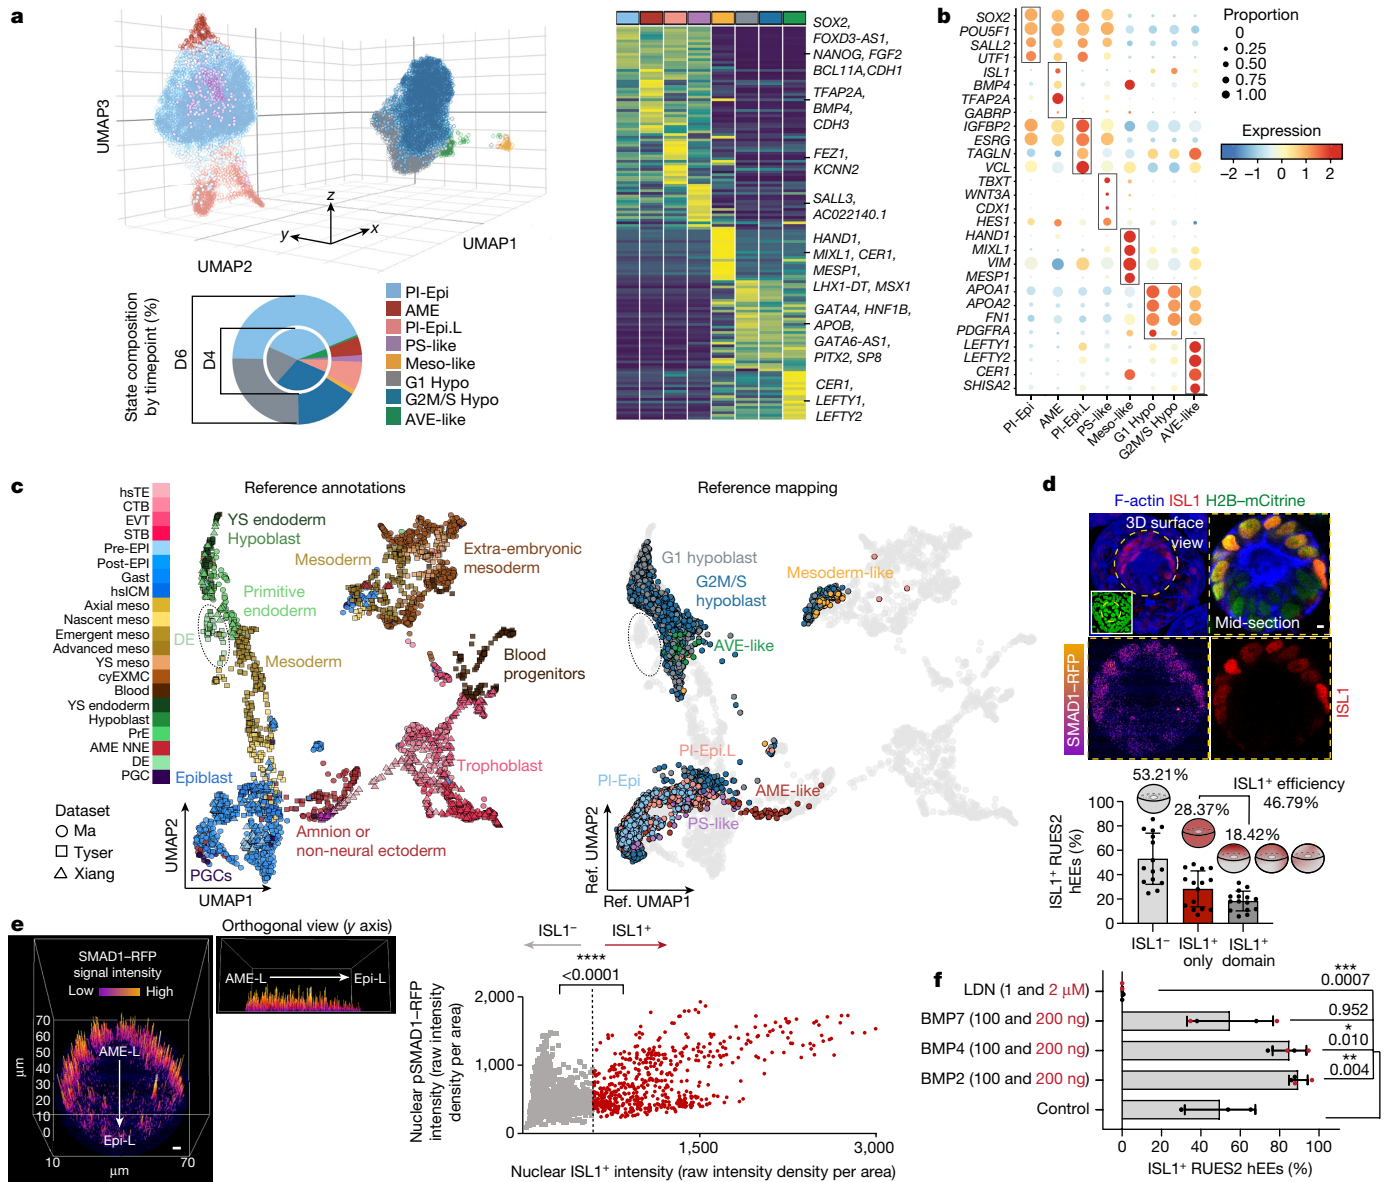 a
UMAP3
UMAP2
UMAP1
z
y
x
State composition
by timepoint (%)
D6
D4
PI-Epi
AME
PI-Epi.L
PS-like
Meso-like
G1 Hypo
G2M/S Hypo
AVE-like
SOX2,
FOXD3-AS1,
NANOG, FGF2
BCL11A,CDH1
TFAP2A,
BMP4,
CDH3
FEZ1,
KCNN2
SALL3,
AC022140.1
HAND1,
MIXL1, CER1,
MESP1,
LHX1-DT, MSX1
GATA4, HNF1B,
APOB,
GATA6-AS1,
PITX2, SP8
CER1,
LEFTY1,
LEFTY2
b
SOX2
POU5F1
SALL2
UTF1
ISL1
BMP4
TFAP2A
GABRP
IGFBP2
ESRG
TAGLN
VCL
TBXT
WNT3A
CDX1
HES1
HAND1
MIXL1
VIM
MESP1
APOA1
APOA2
FN1
PDGFRA
LEFTY1
LEFTY2
CER1
SHISA2
PI-Epi
AME
PI-Epi.L
PS-like
Meso-like
G1 Hypo
G2M/S Hypo
AVE-like
Proportion
0
0.25
0.50
0.75
1.00
Expression
−2 −1 0 1 2
c
Reference annotations
hsTE
CTB
EVT
STB
Pre-EPI
Post-EPI
Gast
hsICM
Axial meso
Nascent meso
Emergent meso
Advanced meso
YS meso
cyEXMC
Blood
YS endoderm
Hypoblast
PrE
AME NNE
DE
PGC
Dataset
Ma
Tyser
Xiang
YS endoderm
Hypoblast
Primitive
endoderm
DE
Mesoderm
Mesoderm
Extra-embryonic
mesoderm
Blood
progenitors
Trophoblast
Epiblast
Amnion or
non-neural ectoderm
PGCs
UMAP2
UMAP1
Reference mapping
G1 hypoblast
G2M/S
hypoblast
Mesoderm-like
AVE-like
PI-Epi.L
PI-Epi
AME-like
PS-like
Ref. UMAP2
Ref. UMAP1
d
F-actin ISL1 H2B–mCitrine
3D surface
view
Mid-section
SMAD1–RFP
ISL1
53.21%
28.37%
18.42%
ISL1+ efficiency
46.79%
ISL1+ RUES2
hEEs (%)
100
80
60
40
20
0
ISL1−
ISL1+
only
ISL1+
domain
e
SMAD1–RFP
signal intensity
Low High
μm
70
60
50
40
30
20
10
0
AME-L
Epi-L
10
μm
70
Orthogonal view (y axis)
AME-L
Epi-L
ISL1−
ISL1+
****
<0.0001
Nuclear pSMAD1–RFP
intensity (raw intensity
density per area)
2,000
1,000
0
1,500
3,000
Nuclear ISL1+ intensity (raw intensity density per area)
f
LDN (1 and 2 μM)
BMP7 (100 and 200 ng)
BMP4 (100 and 200 ng)
BMP2 (100 and 200 ng)
Control
***
0.0007
0.952
*
0.010
**
0.004
0 20 40 60 80 100
ISL1+ RUES2 hEEs (%)